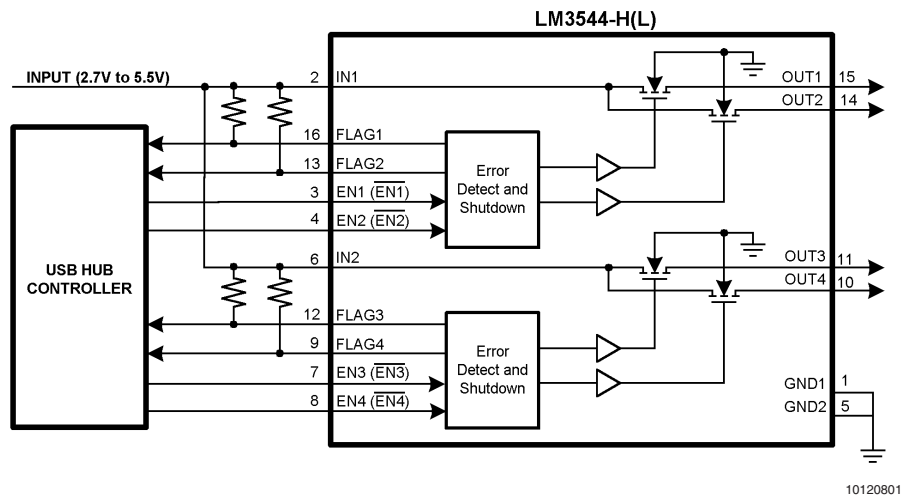 LM3544-H(L)
INPUT (2.7V to 5.5V)
2 IN1
OUT1 15
OUT2 14
16 FLAG1
13 FLAG2
3 EN1 (EN1)
4 EN2 (EN2)
Error
Detect and
Shutdown
6 IN2
OUT3 11
OUT4 10
USB HUB
CONTROLLER
12 FLAG3
9 FLAG4
7 EN3 (EN3)
8 EN4 (EN4)
Error
Detect and
Shutdown
GND1 1
GND2 5
10120801